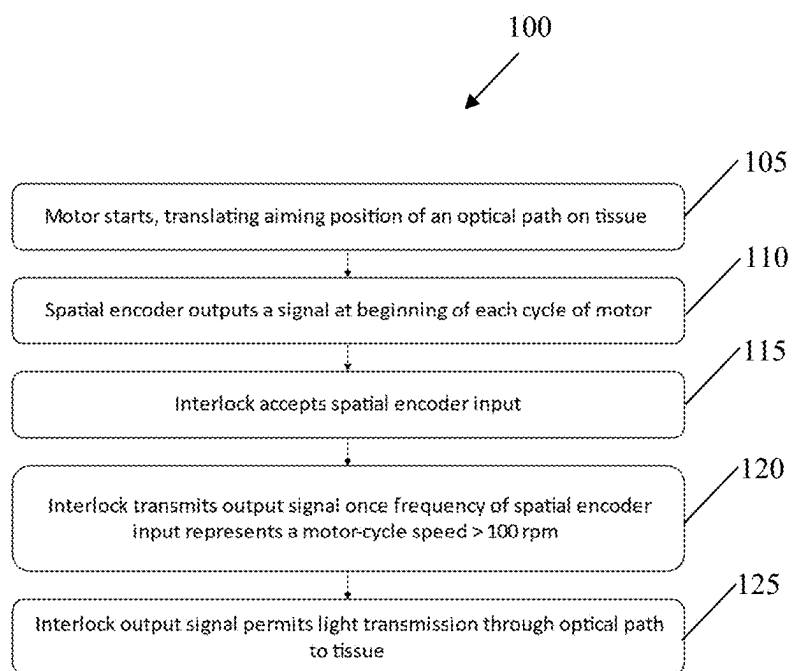 100
105
Motor starts, translating aiming position of an optical path on tissue
110
Spatial encoder outputs a signal at beginning of each cycle of motor
115
Interlock accepts spatial encoder input
120
Interlock transmits output signal once frequency of spatial encoder
input represents a motor-cycle speed > 100 rpm
125
Interlock output signal permits light transmission through optical path
to tissue